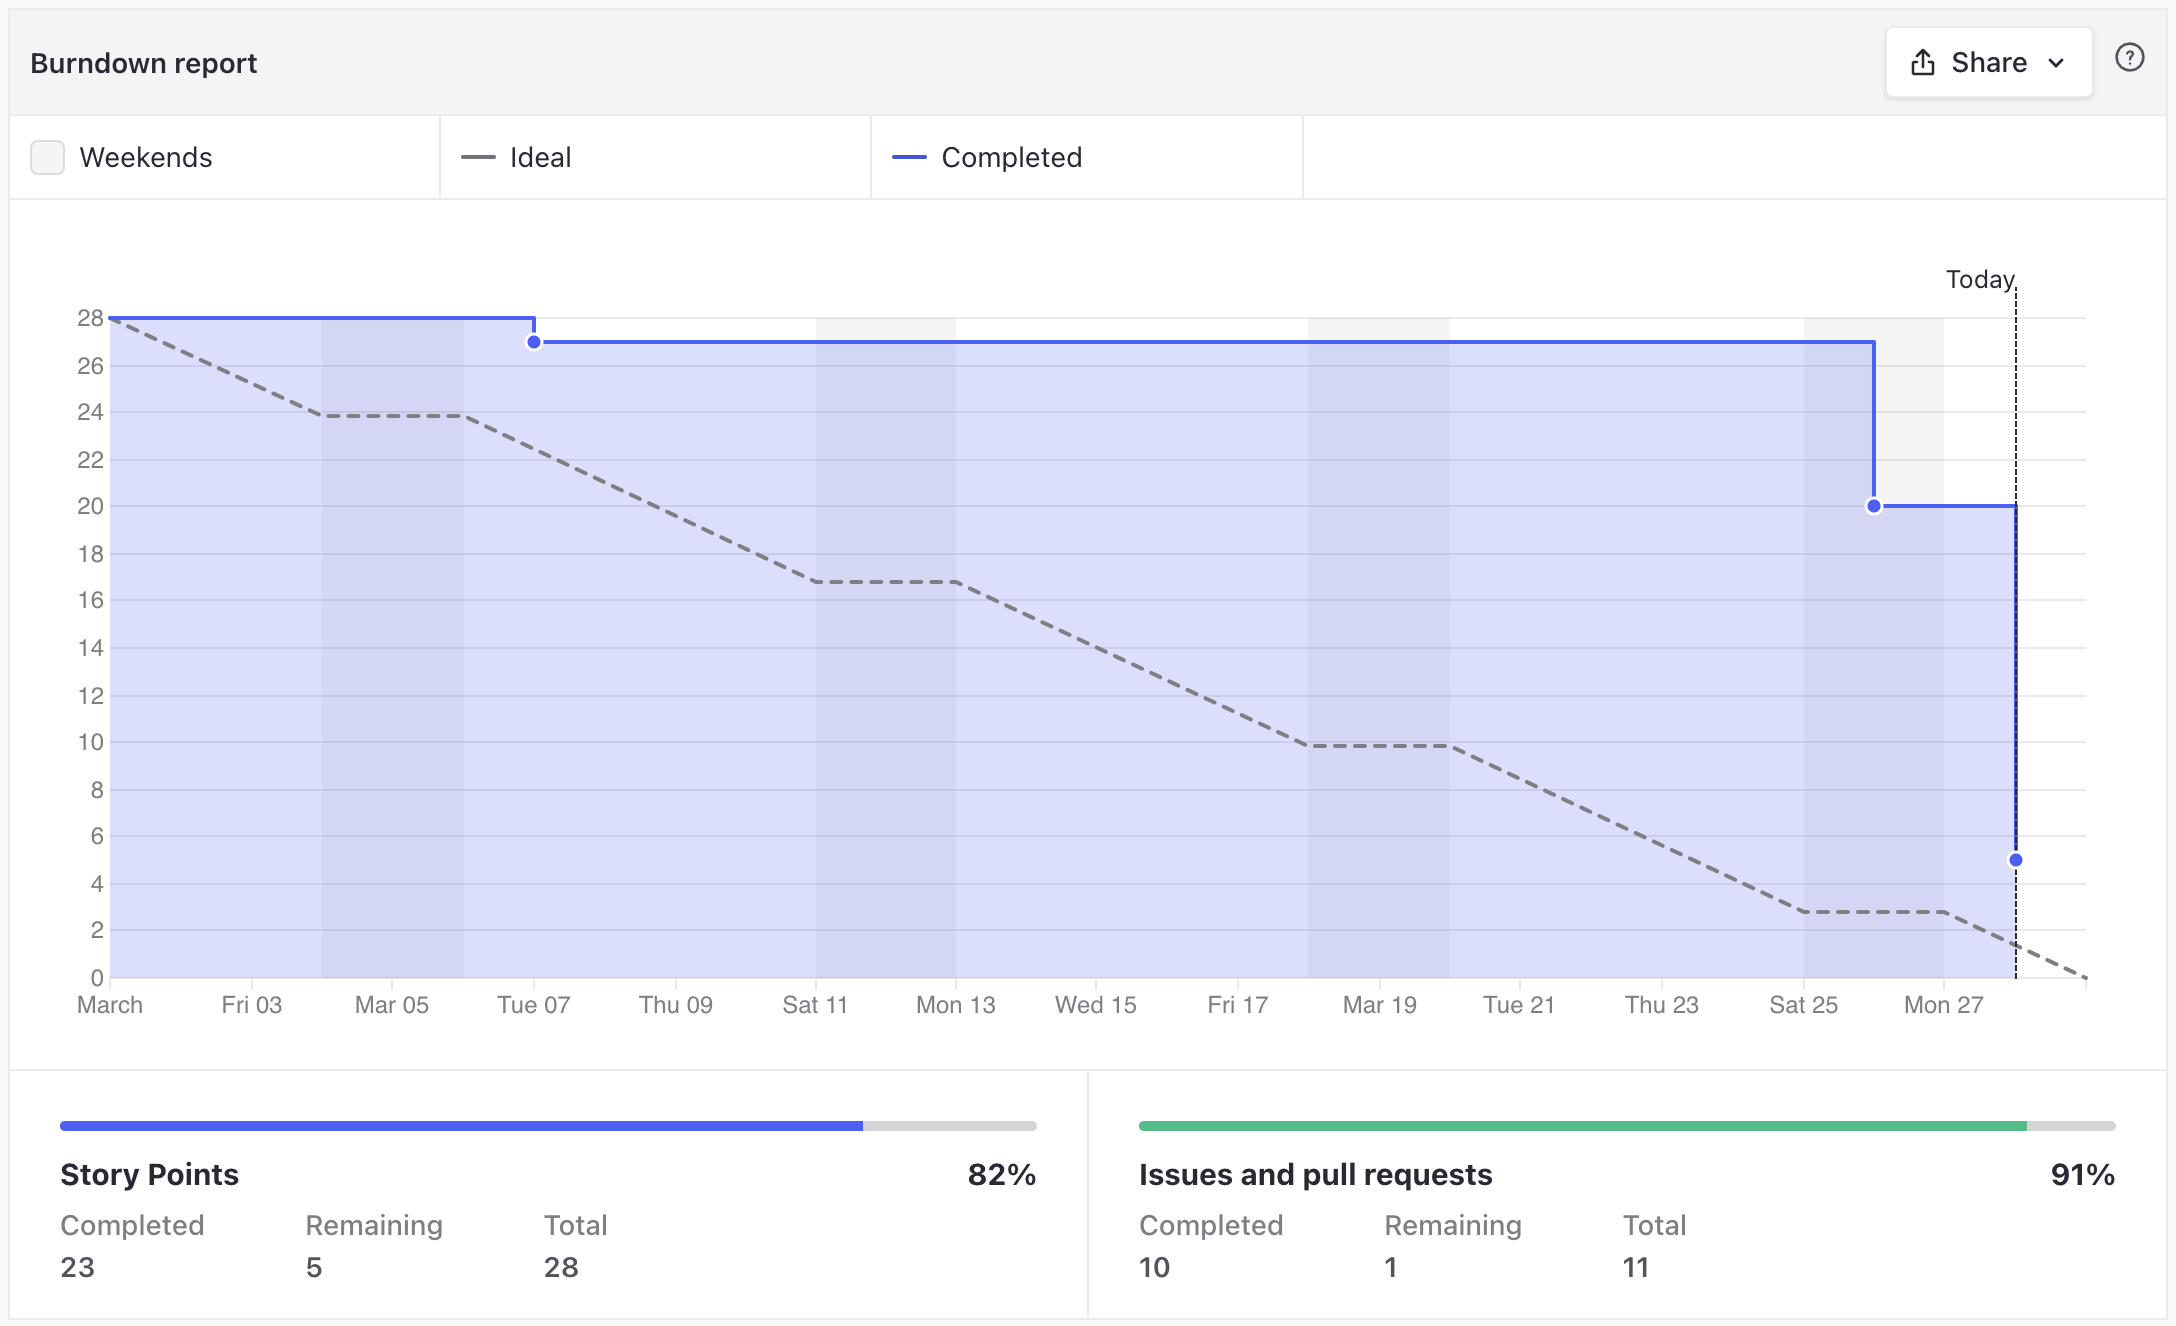 Burndown report
Share
Weekends
Ideal
Completed
Today
28
26
24
22
20
18
16
14
12
10
8
6
4
2
0
March Fri 03 Mar 05 Tue 07 Thu 09 Sat 11 Mon 13 Wed 15 Fri 17 Mar 19 Tue 21 Thu 23 Sat 25 Mon 27
Story Points 82%
Completed Remaining Total
23 5 28
Issues and pull requests 91%
Completed Remaining Total
10 1 11